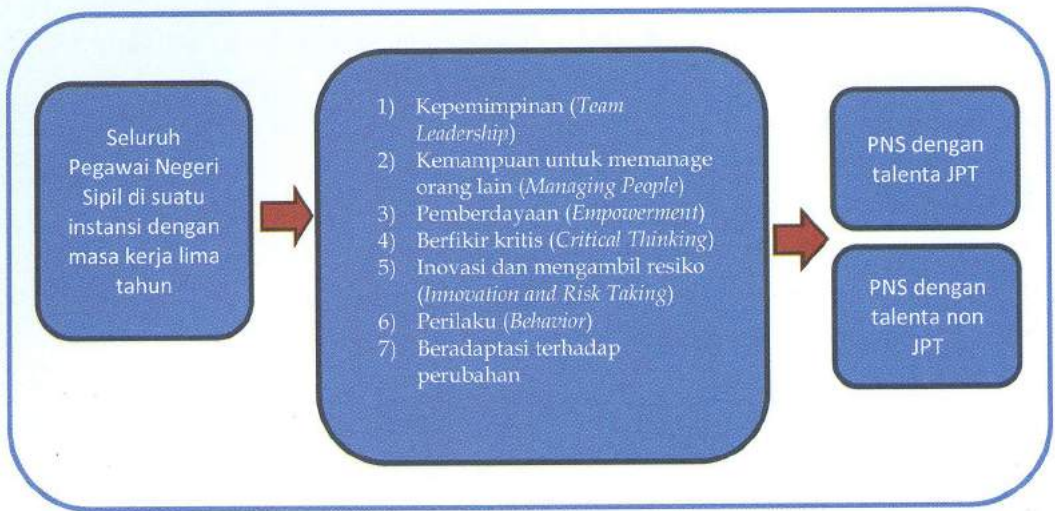 Seluruh
Pegawai Negeri
Sipil di suatu
instansi dengan
masa kerja lima
tahun
1) Kepemimpinan (Team
Leadership)
2) Kemampuan untuk memanage
orang lain (Managing People)
3) Pemberdayaan (Empowerment)
4) Berfikir kritis (Critical Thinking)
5) Inovasi dan mengambil resiko
(Innovation and Risk Taking)
6) Perilaku (Behavior)
7) Beradaptasi terhadap
perubahan
PNS dengan
talenta JPT
PNS dengan
talenta non
JPT